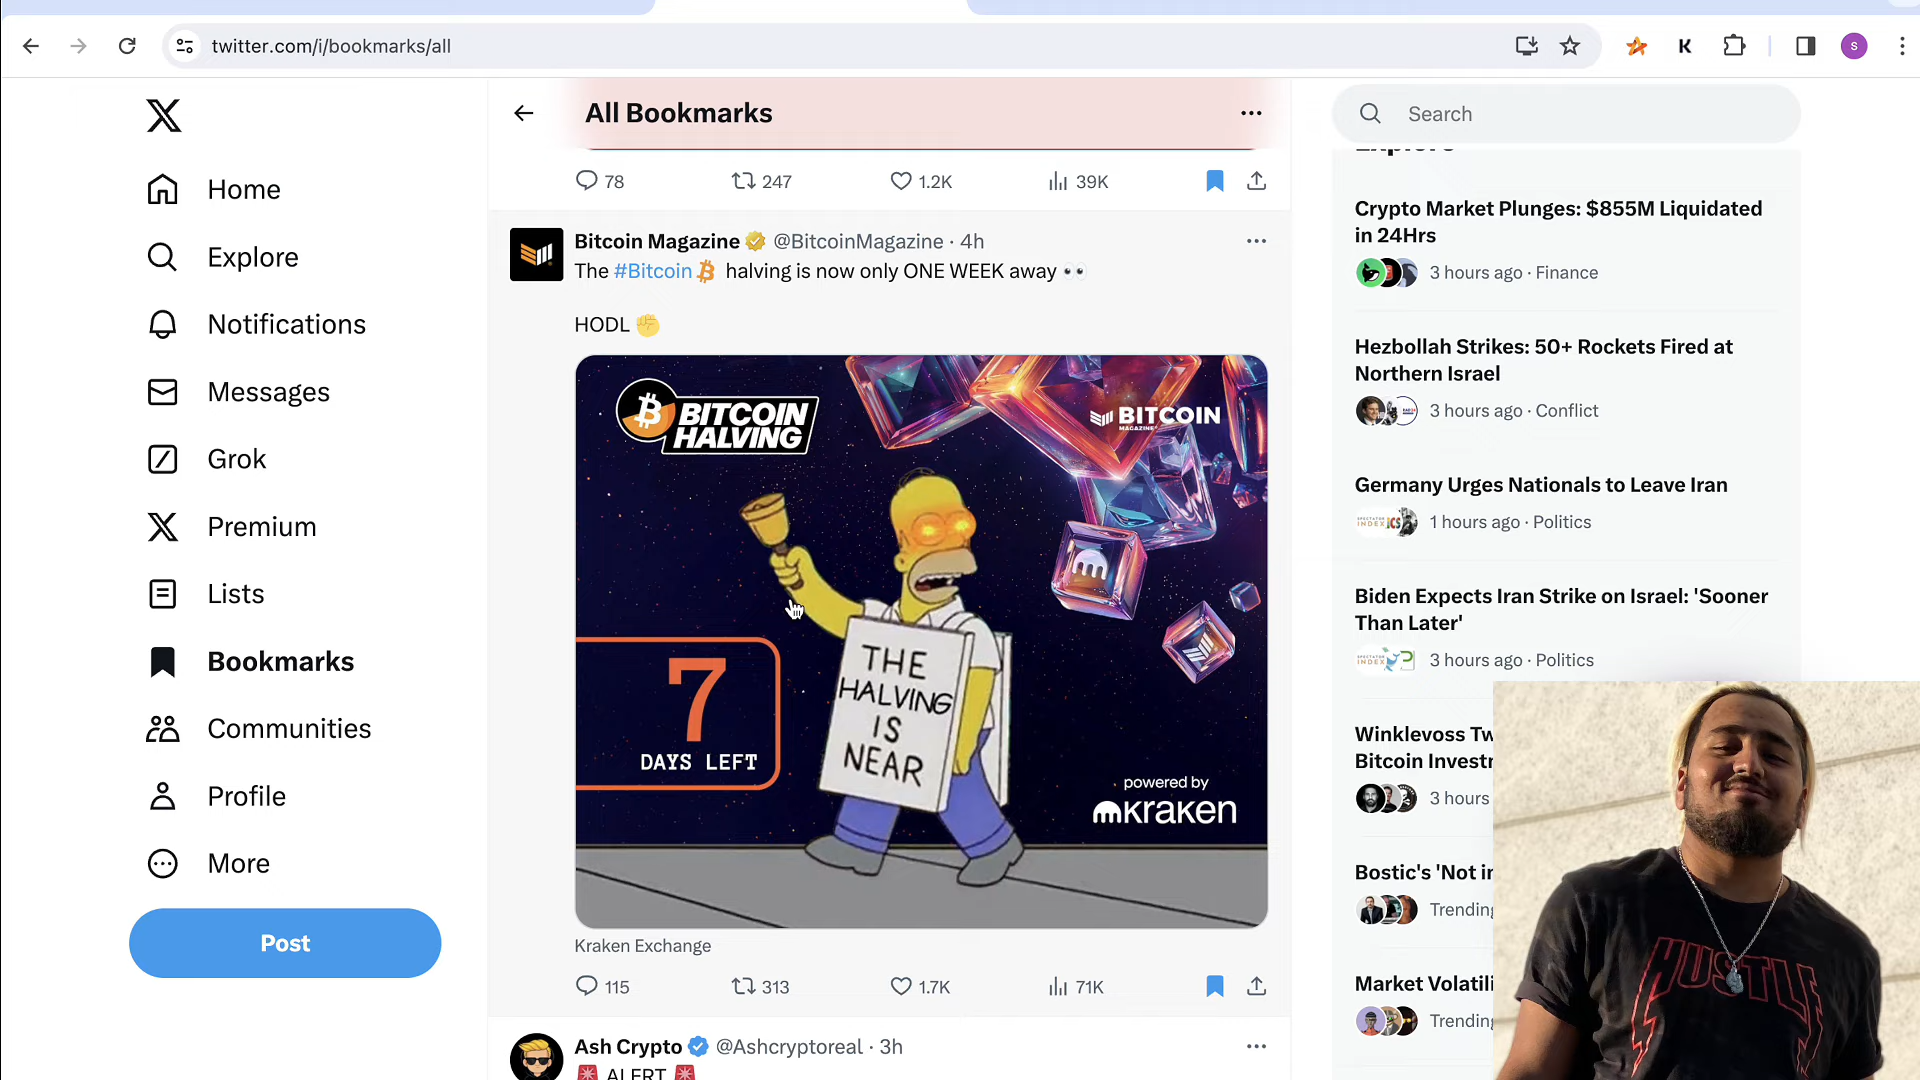 twitter.com/i/bookmarks/all
S
Home
Explore
Notifications
Messages
Grok
Premium
Lists
Bookmarks
Communities
Profile
More
Post
All Bookmarks
78
247
1.2K
39K
Bitcoin Magazine @BitcoinMagazine · 4h
The #Bitcoin halving is now only ONE WEEK away
HODL
BITCOIN
HALVING
BITCOIN
MAGAZINE
THE
HALVING
IS
NEAR
7
DAYS LEFT
powered by
kraken
Kraken Exchange
115
313
1.7K
71K
Ash Crypto @Ashcryptoreal · 3h
ALERT
Search
Explore
Crypto Market Plunges: $855M Liquidated
in 24Hrs
3 hours ago · Finance
Hezbollah Strikes: 50+ Rockets Fired at
Northern Israel
3 hours ago · Conflict
Germany Urges Nationals to Leave Iran
1 hours ago · Politics
Biden Expects Iran Strike on Israel: 'Sooner
Than Later'
3 hours ago · Politics
Winklevoss Tw
Bitcoin Investm
3 hours
Bostic's 'Not in
Trending
Market Volatili
Trending
HUSTLE